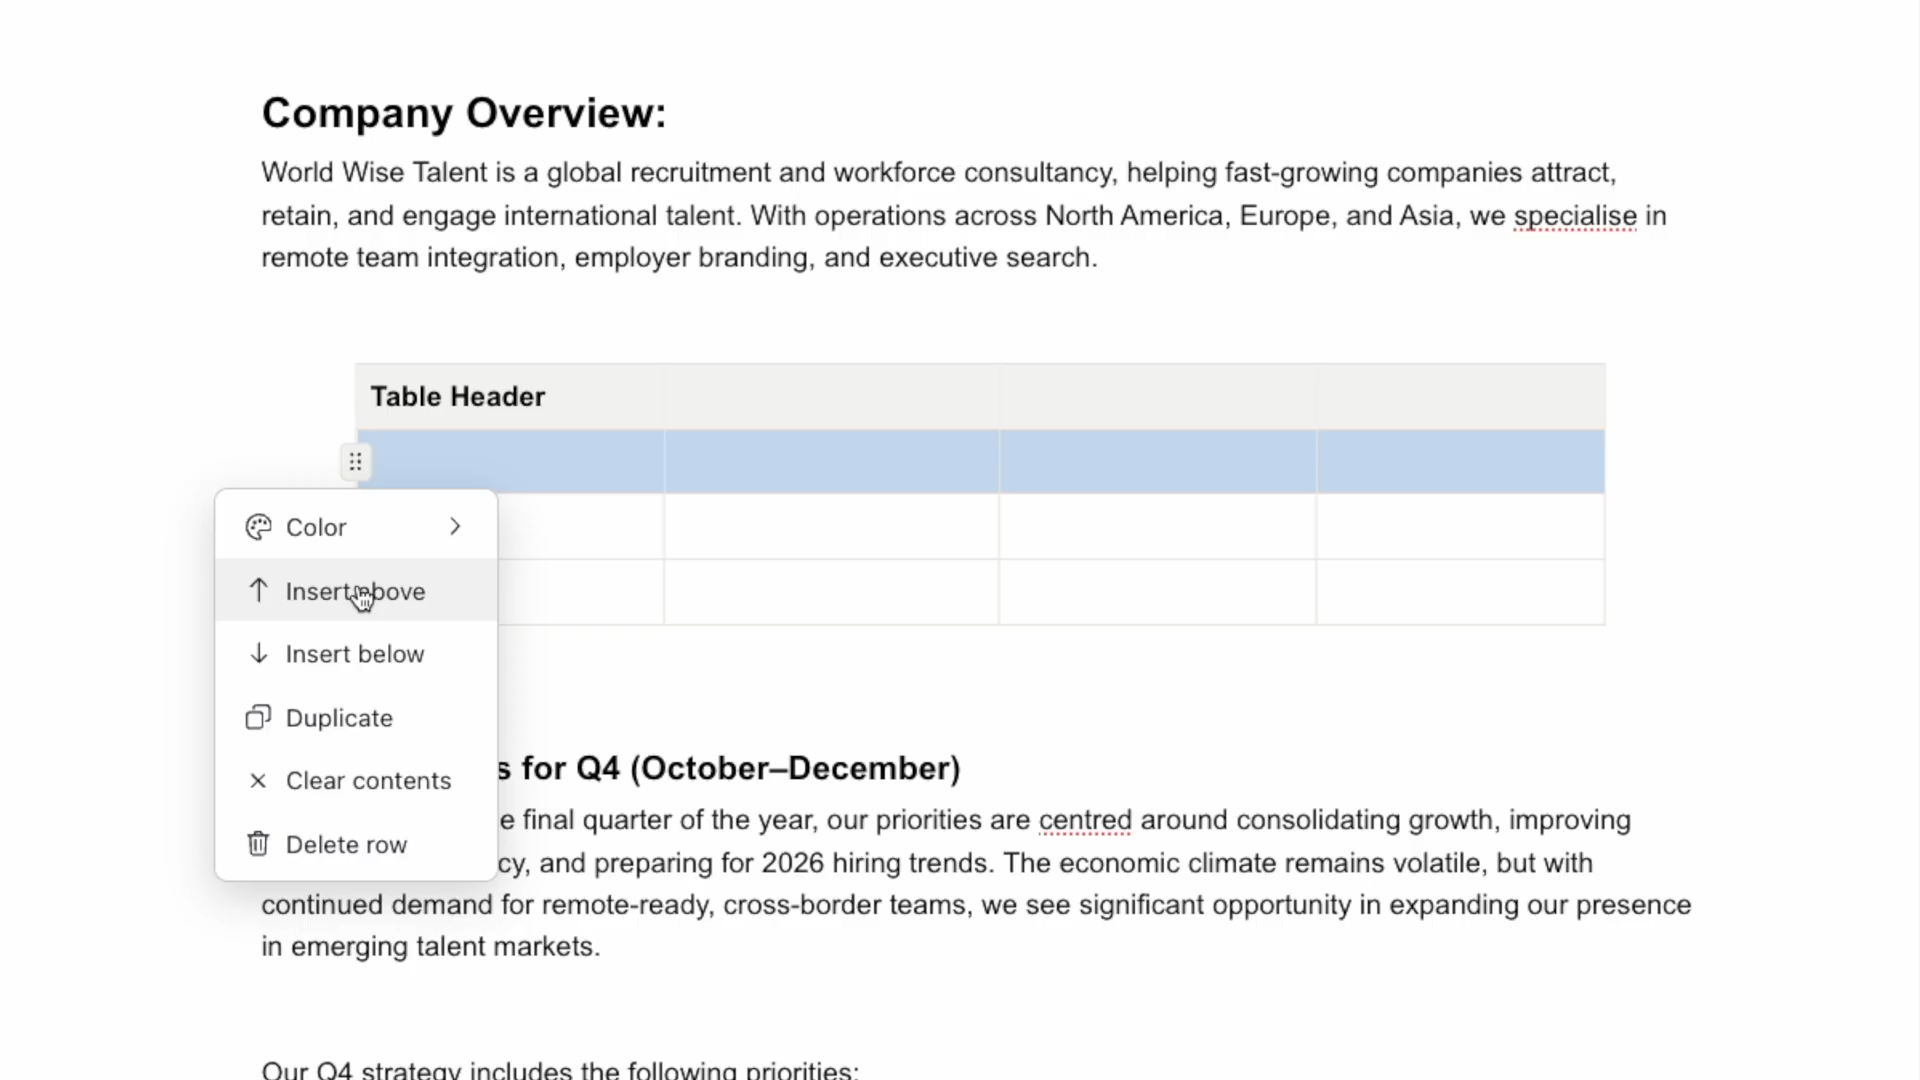 Company Overview:
World Wise Talent is a global recruitment and workforce consultancy, helping fast-growing companies attract,
retain, and engage international talent. With operations across North America, Europe, and Asia, we specialise in
remote team integration, employer branding, and executive search.
Table Header
Color
Insert above
Insert below
Duplicate
Clear contents
Delete row
s for Q4 (October–December)
e final quarter of the year, our priorities are centred around consolidating growth, improving
cy, and preparing for 2026 hiring trends. The economic climate remains volatile, but with
continued demand for remote-ready, cross-border teams, we see significant opportunity in expanding our presence
in emerging talent markets.
Our Q4 strategy includes the following priorities: